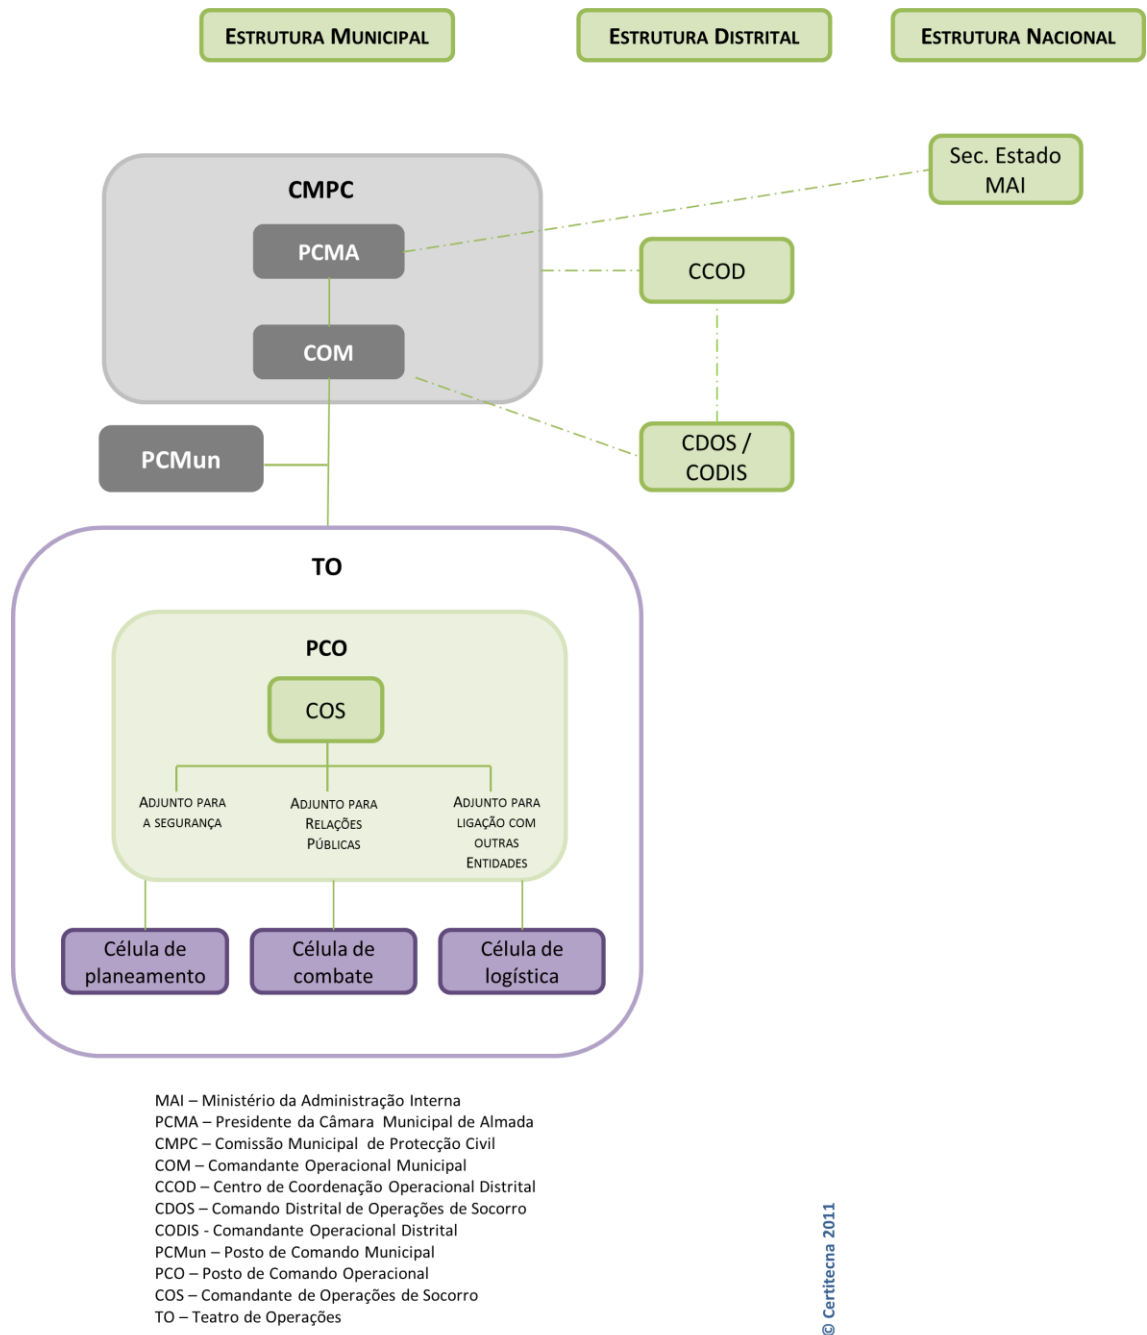 ESTRUTURA MUNICIPAL
ESTRUTURA DISTRITAL
ESTRUTURA NACIONAL
Sec. Estado
MAI
CMPC
PCMA
CCOD
COM
CDOS /
CODIS
PCMun
TO
PCO
COS
ADJUNTO PARA
A SEGURANÇA
ADJUNTO PARA
RELAÇÕES
PÚBLICAS
ADJUNTO PARA
LIGAÇÃO COM
OUTRAS
ENTIDADES
Célula de
planeamento
Célula de
combate
Célula de
logística
MAI – Ministério da Administração Interna
PCMA – Presidente da Câmara Municipal de Almada
CMPC – Comissão Municipal de Protecção Civil
COM – Comandante Operacional Municipal
CCOD – Centro de Coordenação Operacional Distrital
CDOS – Comando Distrital de Operações de Socorro
CODIS - Comandante Operacional Distrital
PCMun – Posto de Comando Municipal
PCO – Posto de Comando Operacional
COS – Comandante de Operações de Socorro
TO – Teatro de Operações
© Certitecna 2011